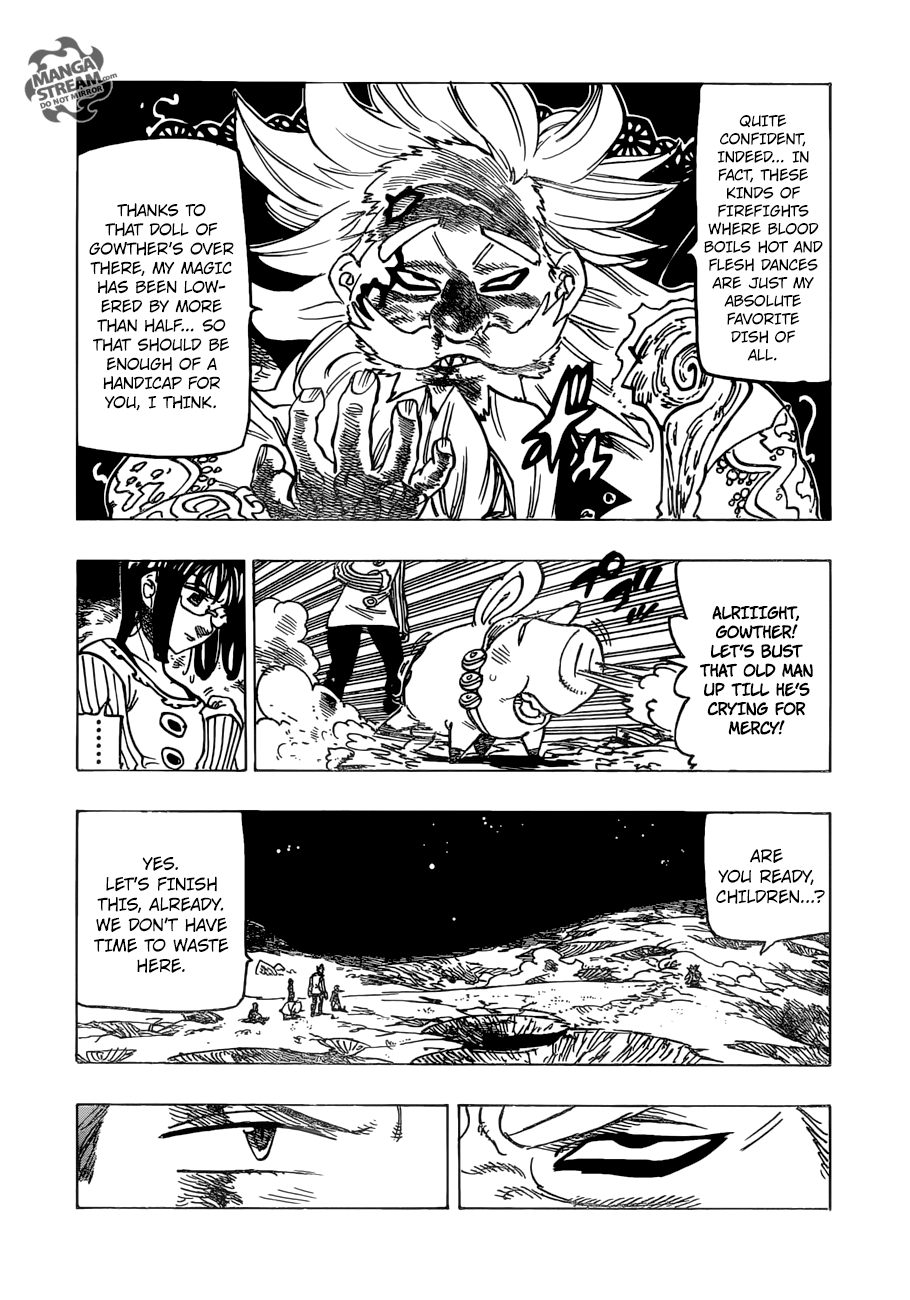 MANGA
STREAM.com
DO NOT MIRROR
QUITE
CONFIDENT,
INDEED... IN
FACT, THESE
KINDS OF
FIREFIGHTS
WHERE BLOOD
BOILS HOT AND
FLESH DANCES
ARE JUST MY
ABSOLUTE
FAVORITE
DISH OF
ALL.
THANKS TO
THAT DOLL OF
GOWTHER'S OVER
THERE, MY MAGIC
HAS BEEN LOW-
ERED BY MORE
THAN HALF... SO
THAT SHOULD BE
ENOUGH OF A
HANDICAP FOR
YOU, I THINK.
ALRIIIGHT,
GOWTHER!
LET'S BUST
THAT OLD MAN
UP TILL HE'S
CRYING FOR
MERCY!
......
ARE
YOU READY,
CHILDREN...?
YES.
LET'S FINISH
THIS, ALREADY.
WE DON'T HAVE
TIME TO WASTE
HERE.